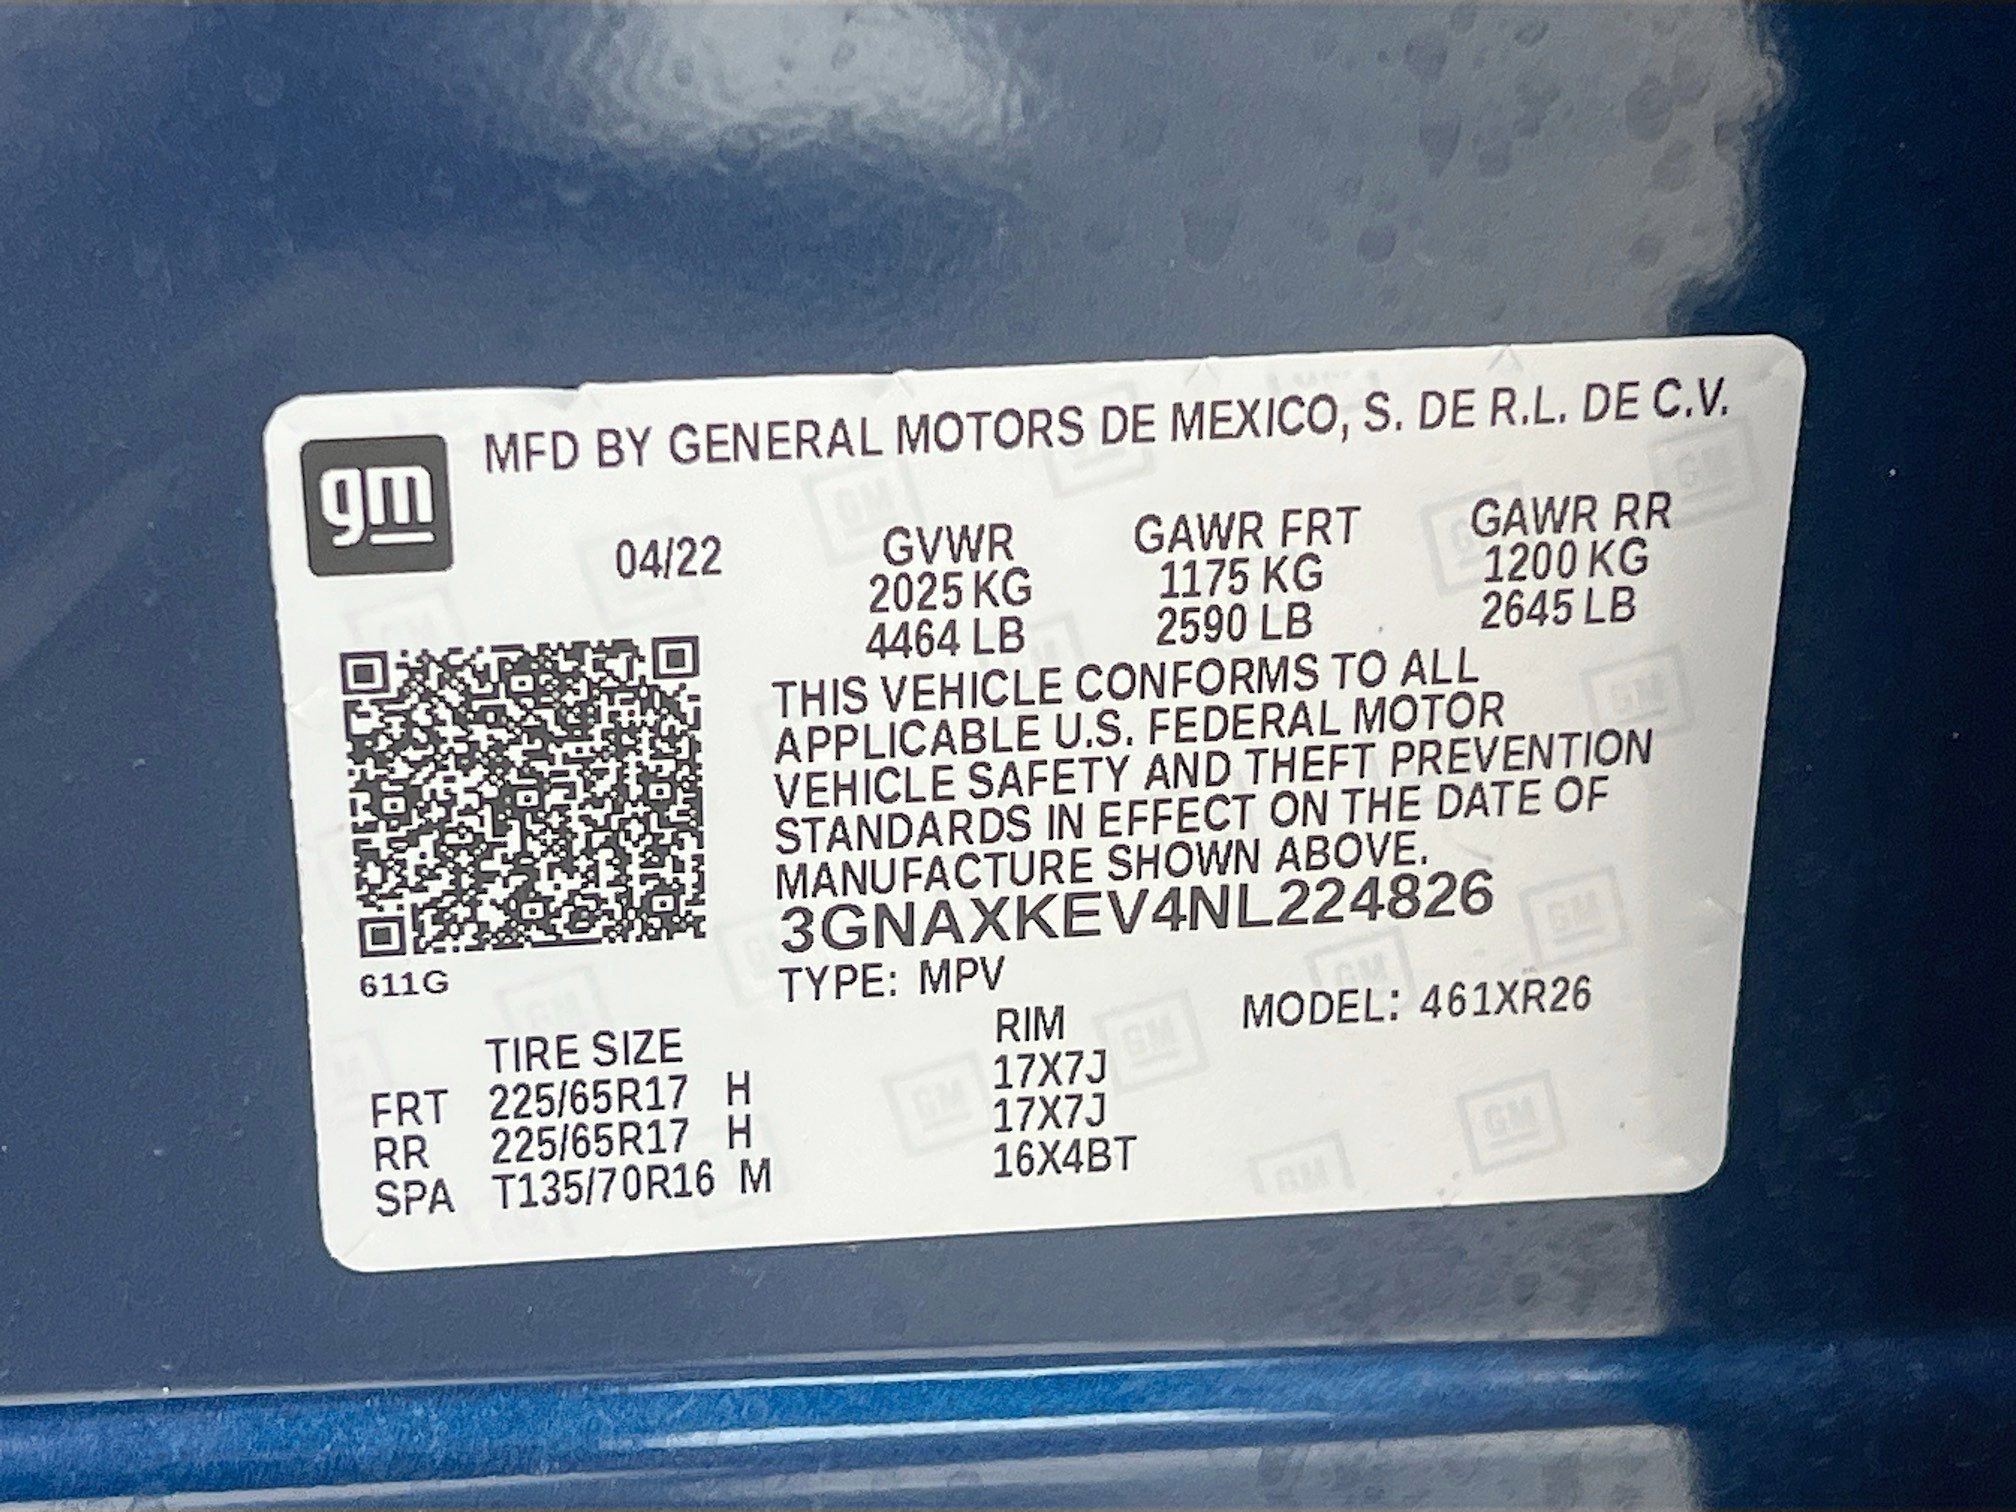 gm
MFD BY GENERAL MOTORS DE MEXICO, S. DE R.L. DE C.V.
04/22 GVWR GAWR FRT GAWR RR
2025 KG 1175 KG 1200 KG
4464 LB 2590 LB 2645 LB
THIS VEHICLE CONFORMS TO ALL
APPLICABLE U.S. FEDERAL MOTOR
VEHICLE SAFETY AND THEFT PREVENTION
STANDARDS IN EFFECT ON THE DATE OF
MANUFACTURE SHOWN ABOVE.
3GNAXKEV4NL224826
611G
TYPE: MPV MODEL: 461XR26
TIRE SIZE RIM
FRT 225/65R17 H 17X7J
RR 225/65R17 H 17X7J
SPA T135/70R16 M 16X4BT